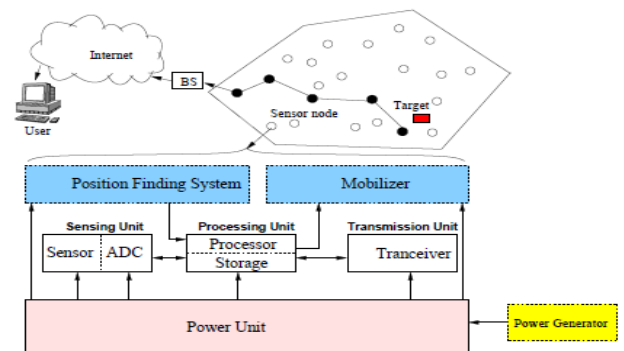 Internet
BS
User
Sensor node
Target
Position Finding System
Mobilizer
Sensing Unit
Processing Unit
Transmission Unit
Sensor
ADC
Processor
Storage
Tranceiver
Power Unit
Power Generator